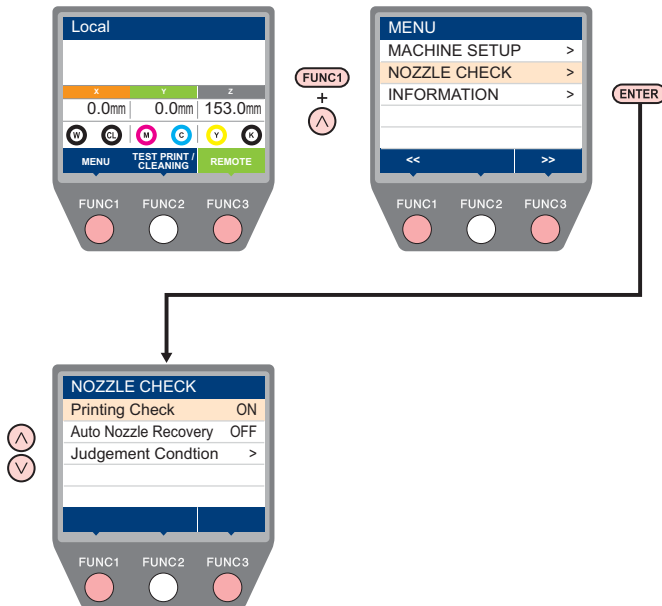 Local
X Y Z
0.0mm 0.0mm 153.0mm
W CL M C Y K
MENU TEST PRINT / CLEANING REMOTE
FUNC1 FUNC2 FUNC3
FUNC1
+
MENU
MACHINE SETUP >
NOZZLE CHECK >
INFORMATION >
<< >>
FUNC1 FUNC2 FUNC3
ENTER
NOZZLE CHECK
Printing Check ON
Auto Nozzle Recovery OFF
Judgement Condtion >
FUNC1 FUNC2 FUNC3